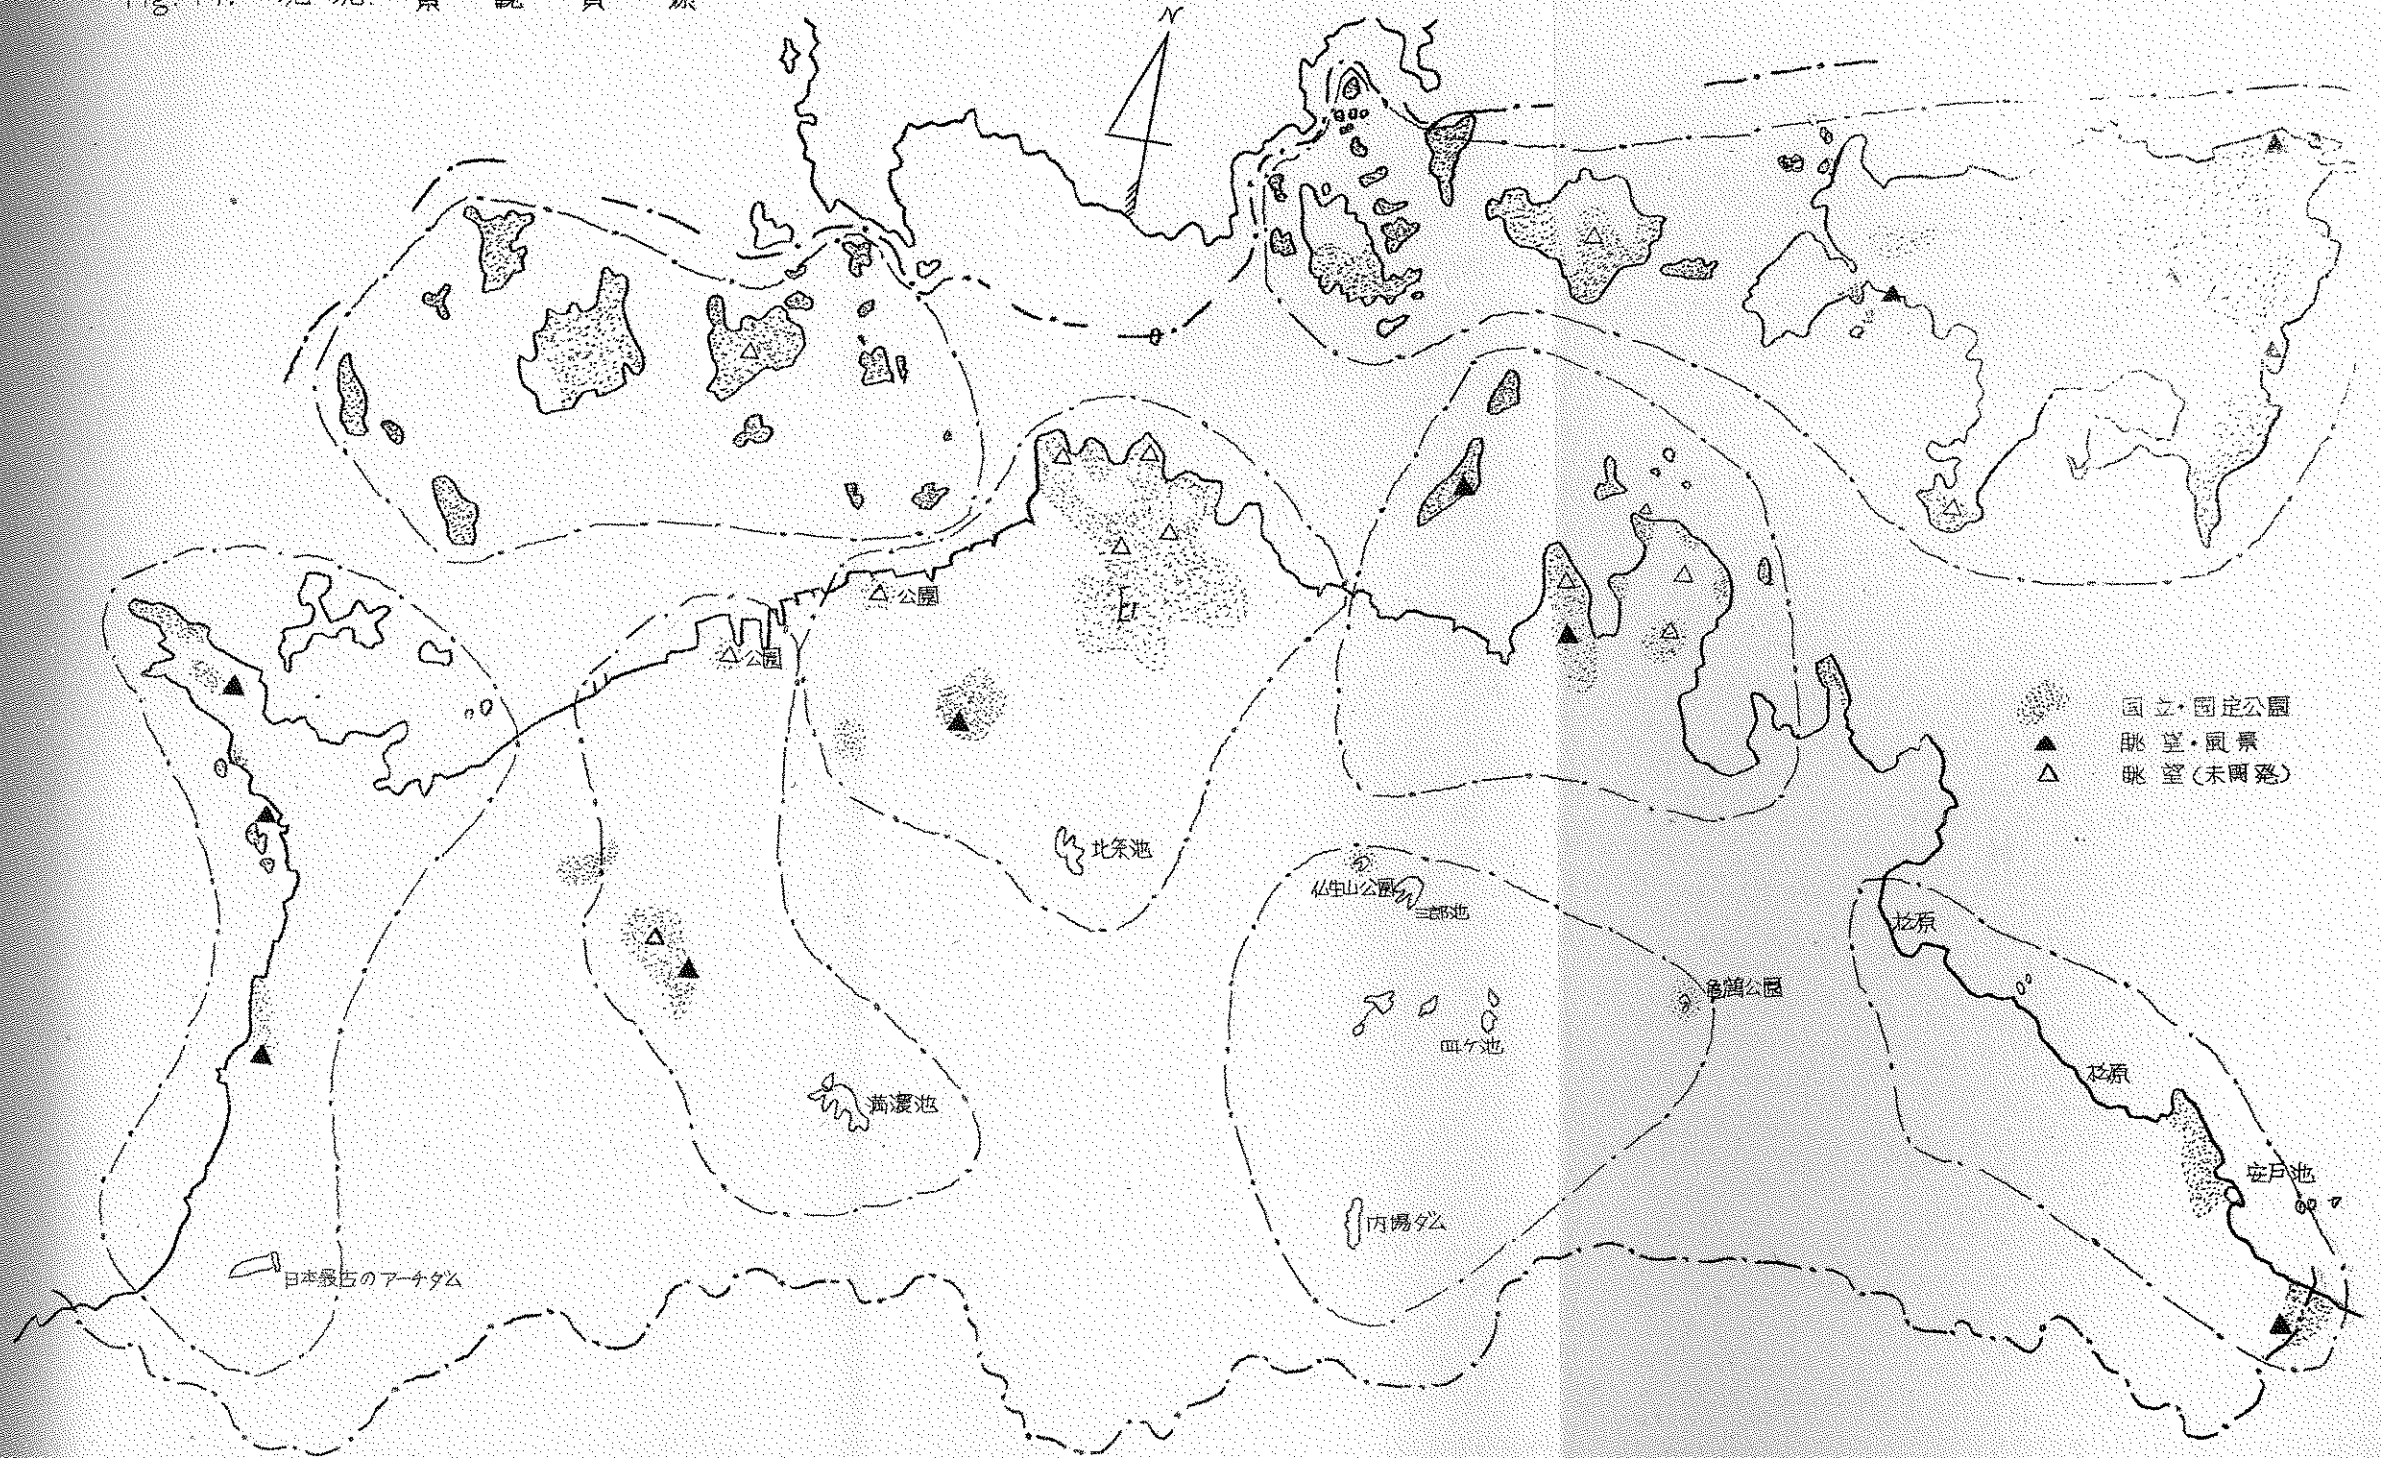 N
公園
公園
山
国立・国定公園
眺望・風景
眺望(未開発)
北条池
仏生山公園
三郎池
松原
亀鶴公園
四ケ池
松原
満濃池
安戸池
内場ダム
日本最古のアーチダム